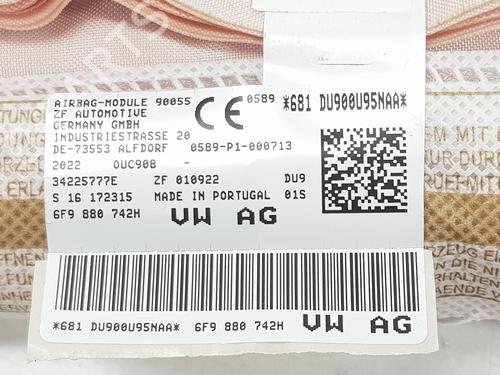 AIRBAG-MODULE 90055
ZF AUTOMOTIVE
GERMANY GMBH
INDUSTRIESTRASSE 20
DE-73553 ALFDORF 0589-P1-000713
CE 0589
2022 OUC908 -
34225777E ZF 010922 DU9
S 16 172315 MADE IN PORTUGAL 01S
6F9 880 742H VW AG
*681 DU900U95NAA*
*681 DU900U95NAA* 6F9 880 742H VW AG